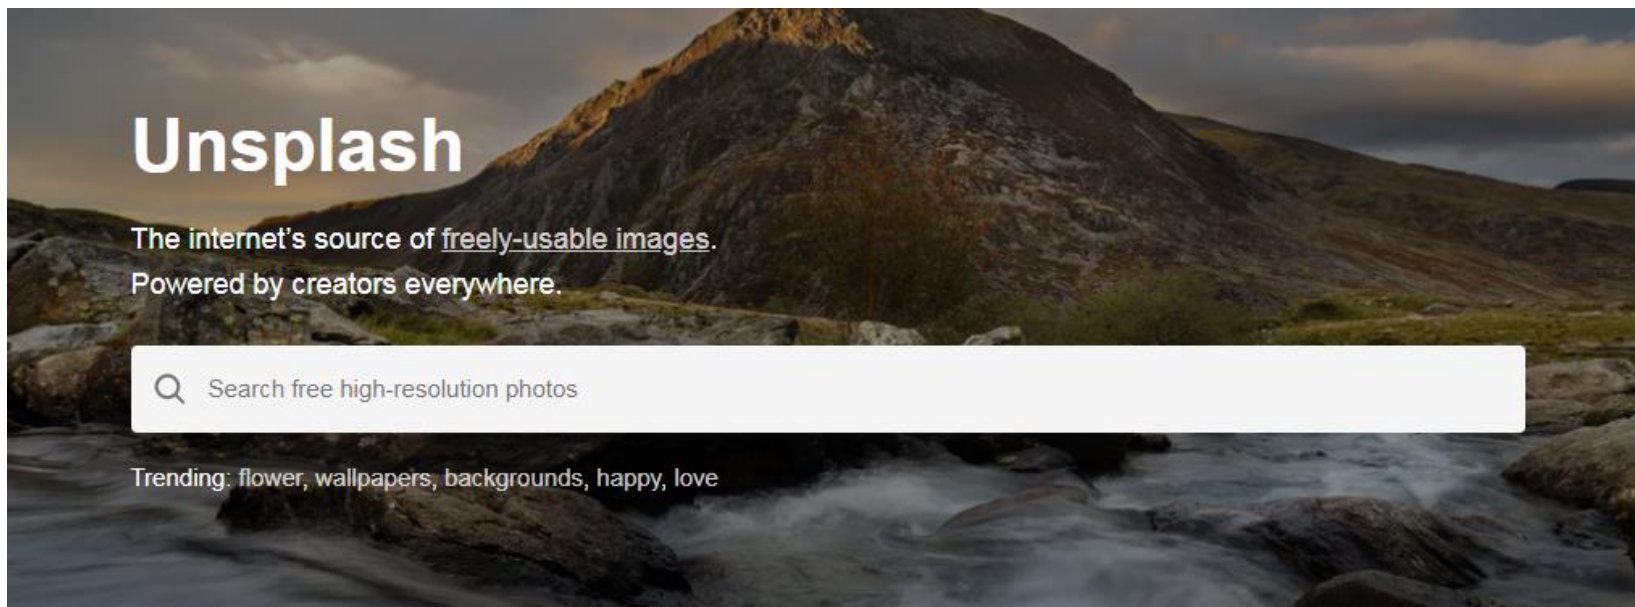 Unsplash
The internet’s source of freely-usable images.
Powered by creators everywhere.
Search free high-resolution photos
Trending: flower, wallpapers, backgrounds, happy, love